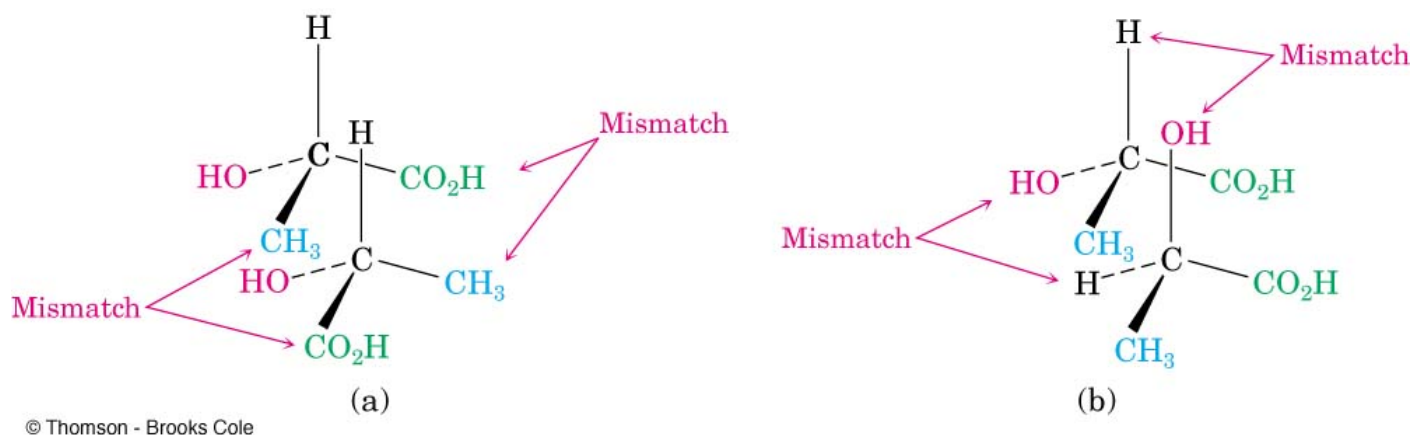 H
H
HO
C
CO₂H
CH₃
HO
C
CH₃
CO₂H
Mismatch
Mismatch
(a)
H
OH
Mismatch
HO
C
CO₂H
CH₃
Mismatch
H
C
CO₂H
CH₃
(b)
© Thomson - Brooks Cole